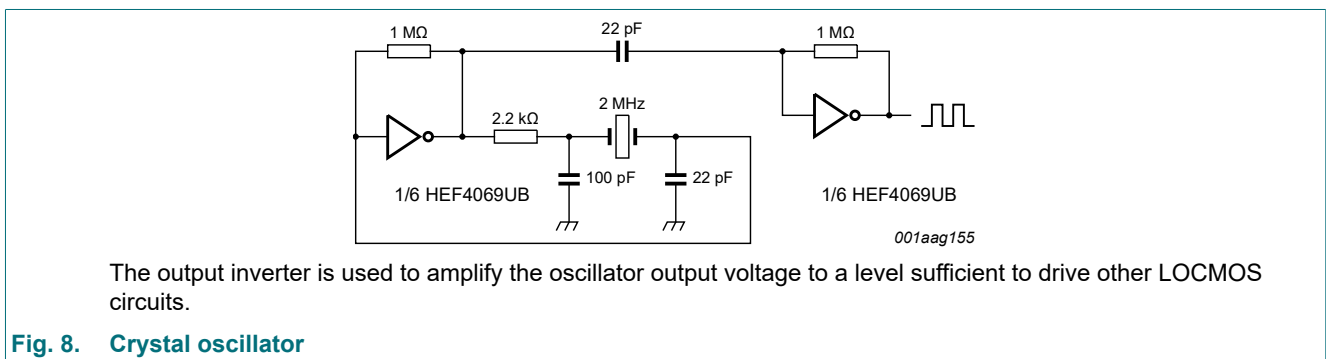 1 MΩ
22 pF
1 MΩ
2 MHz
2.2 kΩ
100 pF
22 pF
1/6 HEF4069UB
1/6 HEF4069UB
001aag155
The output inverter is used to amplify the oscillator output voltage to a level sufficient to drive other LOCMOS
circuits.
Fig. 8. Crystal oscillator